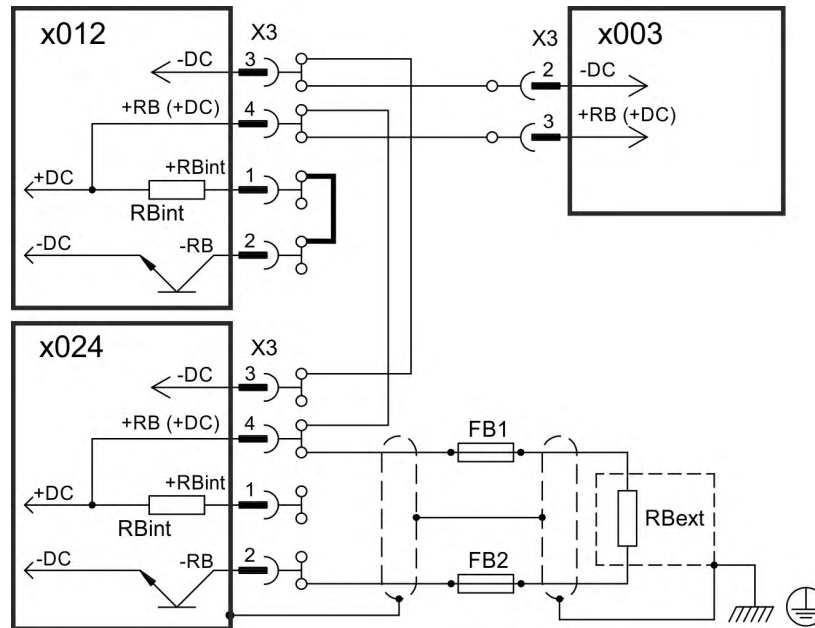 x012
X3
-DC
3
+RB (+DC)
4
+DC
+RBint
1
RBint
-DC
-RB
2
X3
x003
2
-DC
3
+RB (+DC)
x024
X3
-DC
3
+RB (+DC)
4
+DC
+RBint
1
RBint
-DC
-RB
2
FB1
FB2
RBext